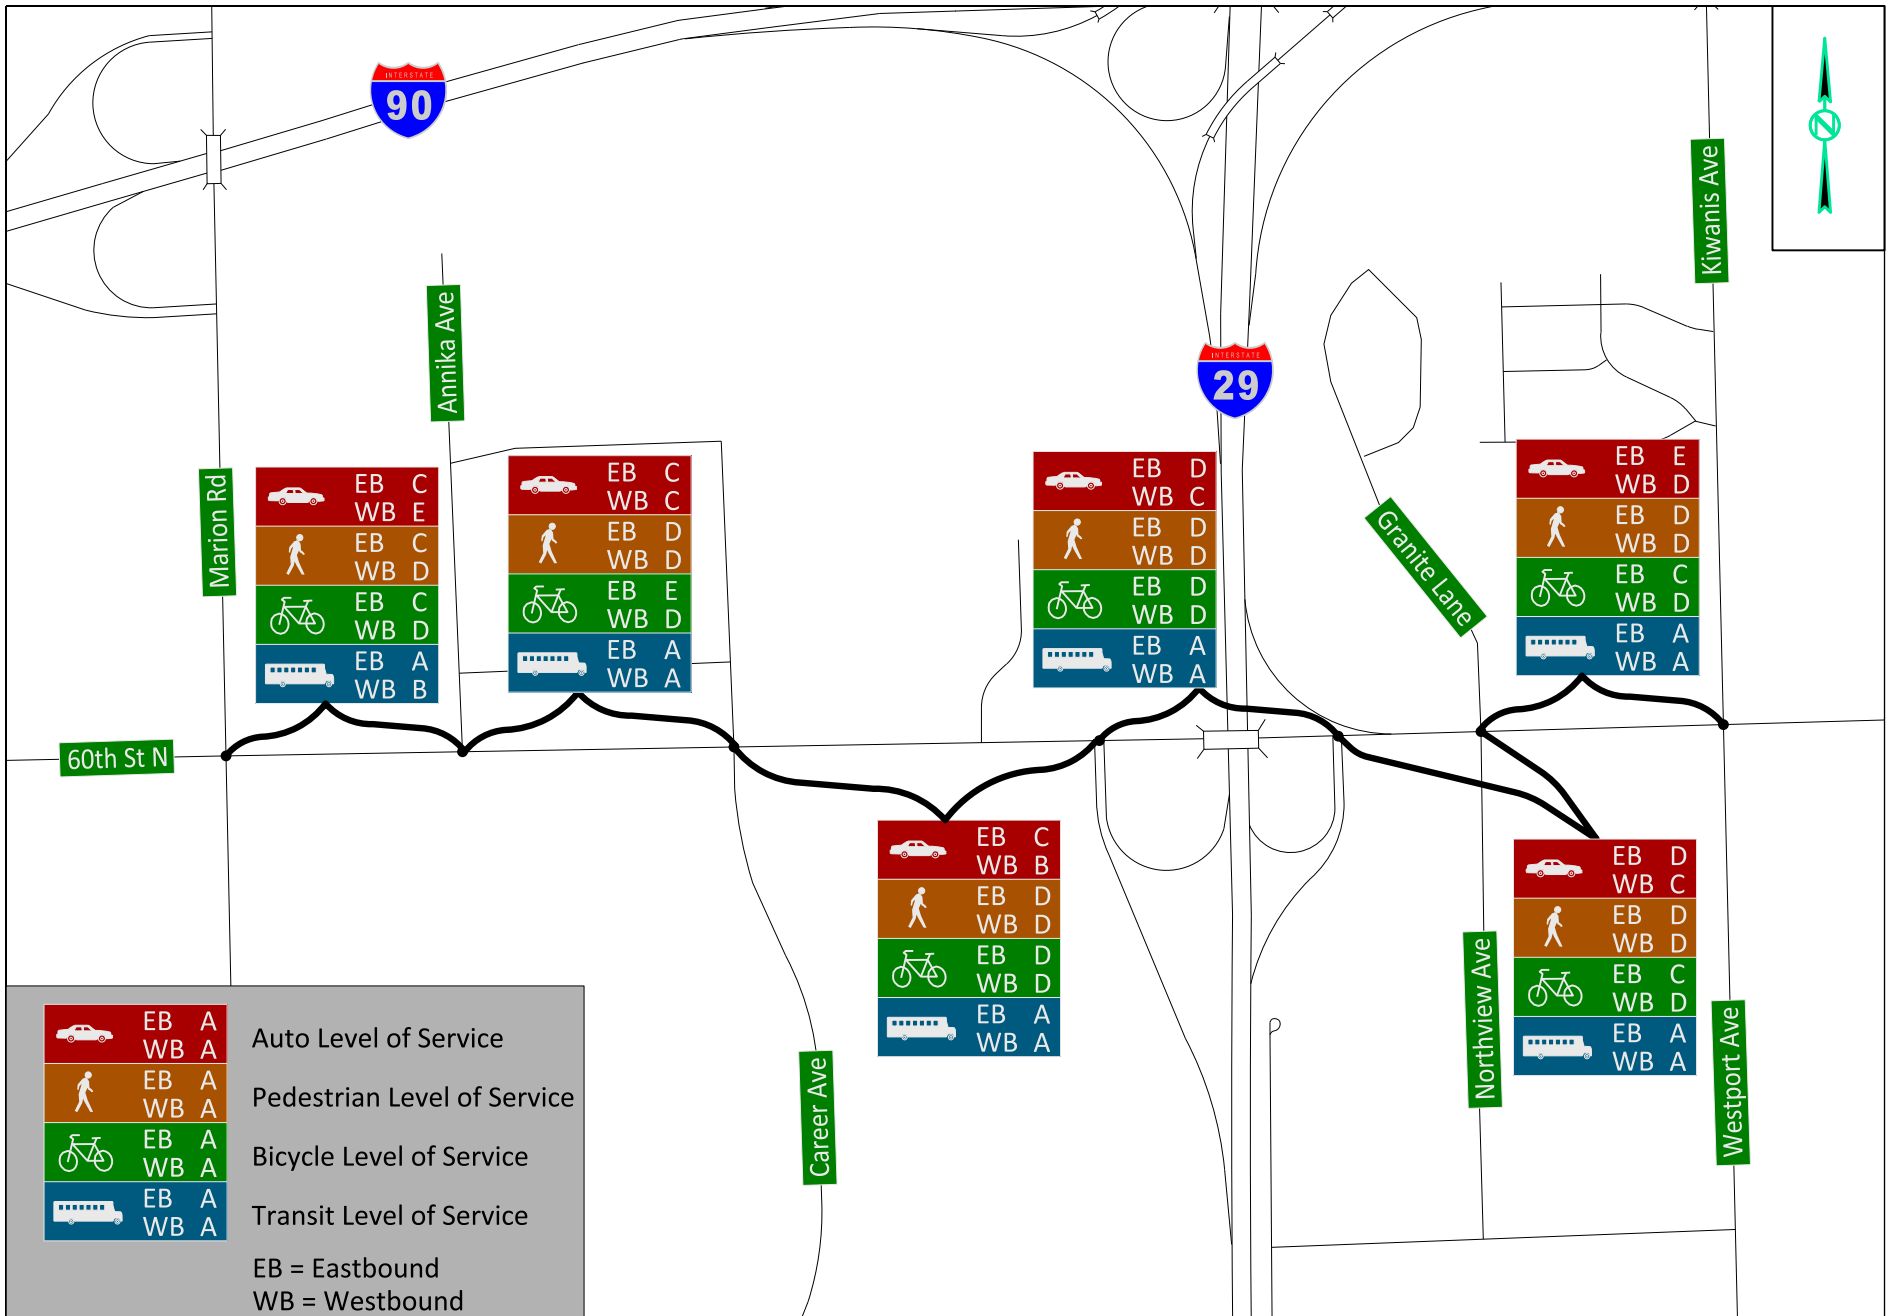 INTERSTATE
90
Kiwanis Ave
N
Annika Ave
INTERSTATE
29
Marion Rd
EB C
WB E
EB C
WB D
EB C
WB D
EB A
WB B
EB C
WB C
EB D
WB D
EB E
WB D
EB A
WB A
EB D
WB C
EB D
WB D
EB D
WB D
EB A
WB A
Granite Lane
EB E
WB D
EB D
WB D
EB C
WB D
EB A
WB A
60th St N
EB C
WB B
EB D
WB D
EB D
WB D
EB A
WB A
EB D
WB C
EB D
WB D
EB C
WB D
EB A
WB A
Northview Ave
Westport Ave
Career Ave
EB A
WB A
Auto Level of Service
EB A
WB A
Pedestrian Level of Service
EB A
WB A
Bicycle Level of Service
EB A
WB A
Transit Level of Service
EB = Eastbound
WB = Westbound